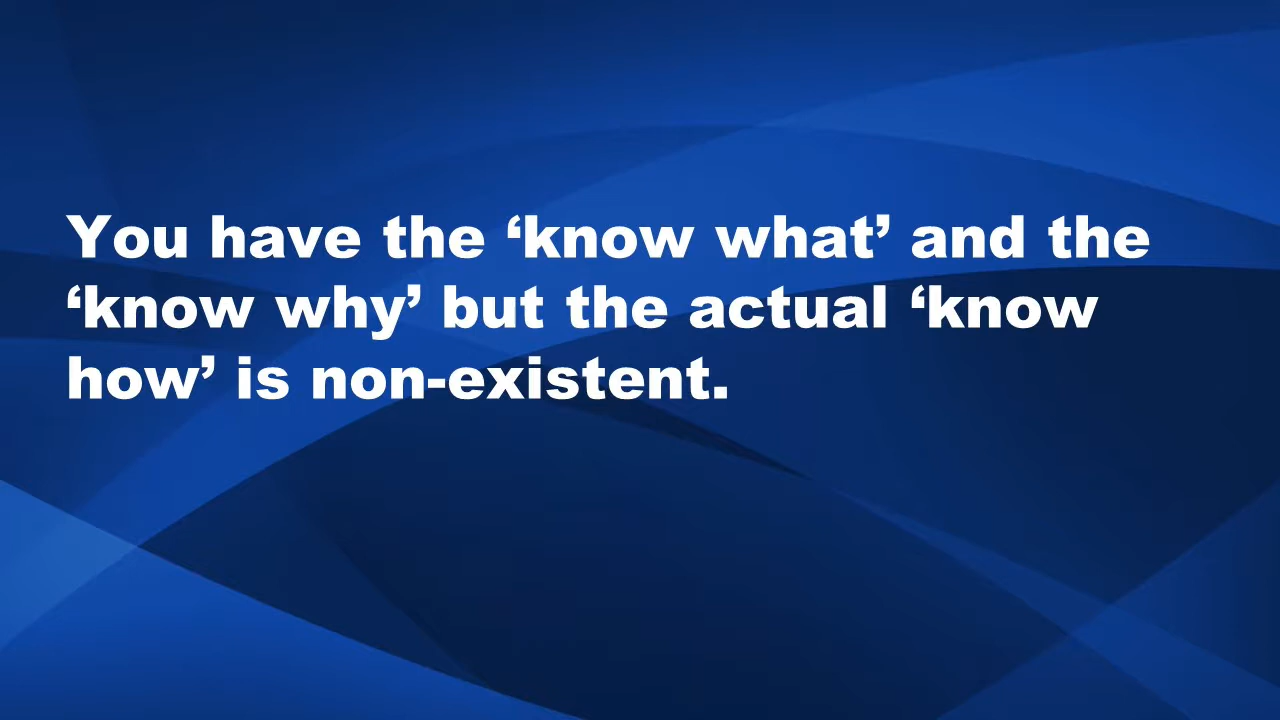 You have the ‘know what’ and the
‘know why’ but the actual ‘know
how’ is non-existent.